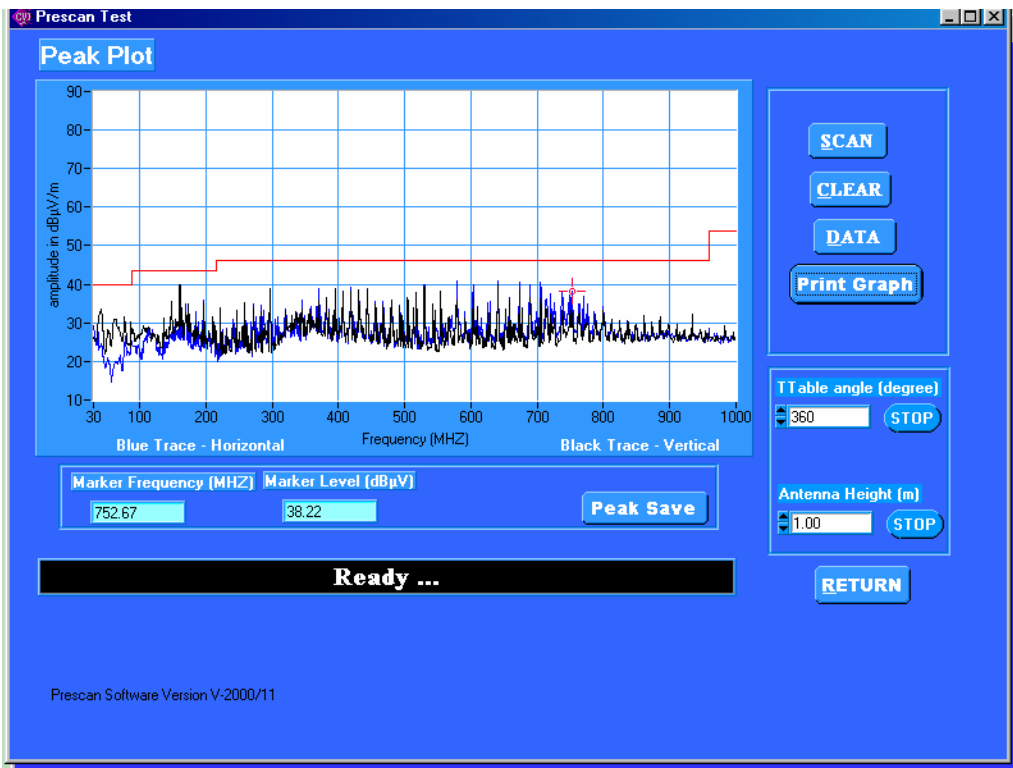 Prescan Test
Peak Plot
90
80
70
60
50
40
30
20
10
amplitude in dBµV/m
30 100 200 300 400 500 600 700 800 900 1000
Frequency (MHZ)
Blue Trace - Horizontal
Black Trace - Vertical
SCAN
CLEAR
DATA
Print Graph
TTable angle (degree)
360 STOP
Antenna Height (m)
1.00 STOP
Marker Frequency (MHZ) Marker Level (dBµV)
752.67 38.22
Peak Save
Ready ...
RETURN
Prescan Software Version V-2000/11